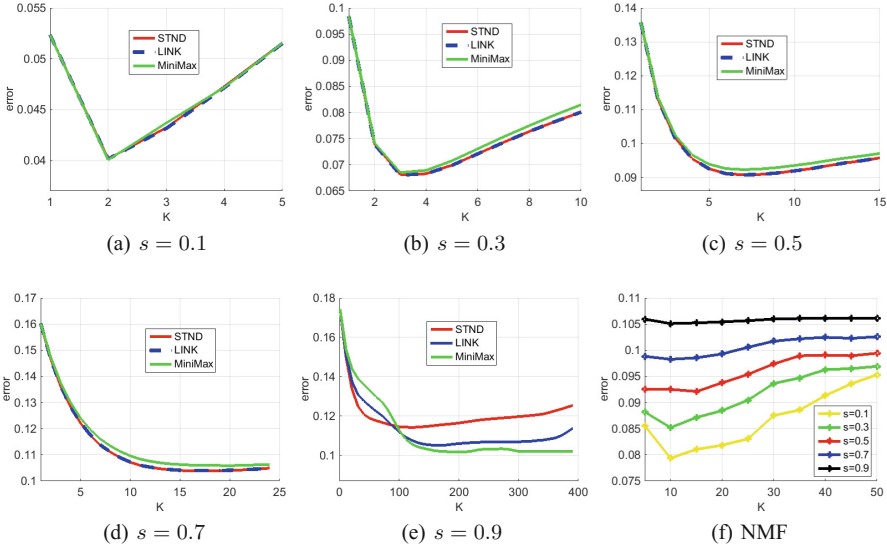 0.055
0.05
0.045
0.04
error
1 2 3 4 5
K
STND
LINK
MiniMax
(a) s = 0.1
0.1
0.095
0.09
0.085
0.08
0.075
0.07
0.065
error
2 4 6 8 10
K
STND
LINK
MiniMax
(b) s = 0.3
0.14
0.13
0.12
0.11
0.1
0.09
error
5 10 15
K
STND
LINK
MiniMax
(c) s = 0.5
0.17
0.16
0.15
0.14
0.13
0.12
0.11
0.1
error
5 10 15 20 25
K
STND
LINK
MiniMax
(d) s = 0.7
0.18
0.16
0.14
0.12
0.1
error
0 100 200 300 400
K
STND
LINK
MiniMax
(e) s = 0.9
0.11
0.105
0.1
0.095
0.09
0.085
0.08
0.075
error
10 20 30 40 50
K
s=0.1
s=0.3
s=0.5
s=0.7
s=0.9
(f) NMF